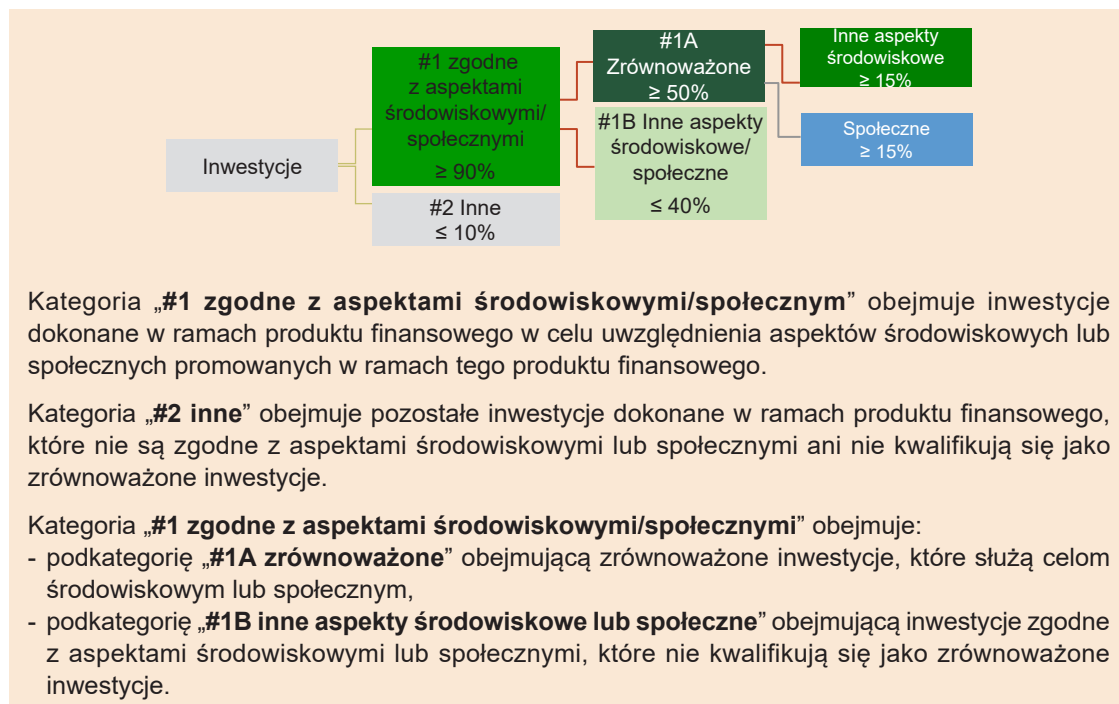 Inwestycje
#1 zgodne
z aspektami
środowiskowymi/
społecznymi
≥ 90%
#2 Inne
≤ 10%
#1A
Zrównoważone
≥ 50%
#1B Inne aspekty
środowiskowe/
społeczne
≤ 40%
Inne aspekty
środowiskowe
≥ 15%
Społeczne
≥ 15%
Kategoria „#1 zgodne z aspektami środowiskowymi/społecznym” obejmuje inwestycje
dokonane w ramach produktu finansowego w celu uwzględnienia aspektów środowiskowych lub
społecznych promowanych w ramach tego produktu finansowego.
Kategoria „#2 inne” obejmuje pozostałe inwestycje dokonane w ramach produktu finansowego,
które nie są zgodne z aspektami środowiskowymi lub społecznymi ani nie kwalifikują się jako
zrównoważone inwestycje.
Kategoria „#1 zgodne z aspektami środowiskowymi/społecznymi” obejmuje:
- podkategorię „#1A zrównoważone” obejmującą zrównoważone inwestycje, które służą celom
środowiskowym lub społecznym,
- podkategorię „#1B inne aspekty środowiskowe lub społeczne” obejmującą inwestycje zgodne
z aspektami środowiskowymi lub społecznymi, które nie kwalifikują się jako zrównoważone
inwestycje.